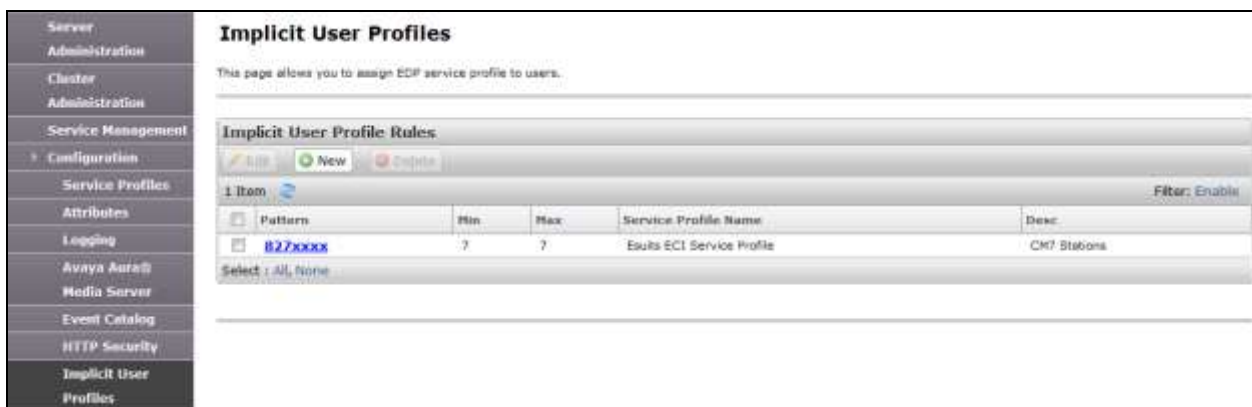 Server
Administration
Cluster
Administration
Service Management
Configuration
Service Profiles
Attributes
Logging
Avaya Aura®
Media Server
Event Catalog
HTTP Security
Implicit User
Profiles
Implicit User Profiles
This page allows you to assign EDP service profile to users.
Implicit User Profile Rules
Edit New Delete
1 Item Filter: Enable
Pattern Min Max Service Profile Name Desc
827xxxx 7 7 Esuits ECI Service Profile CM7 Stations
Select : All, None